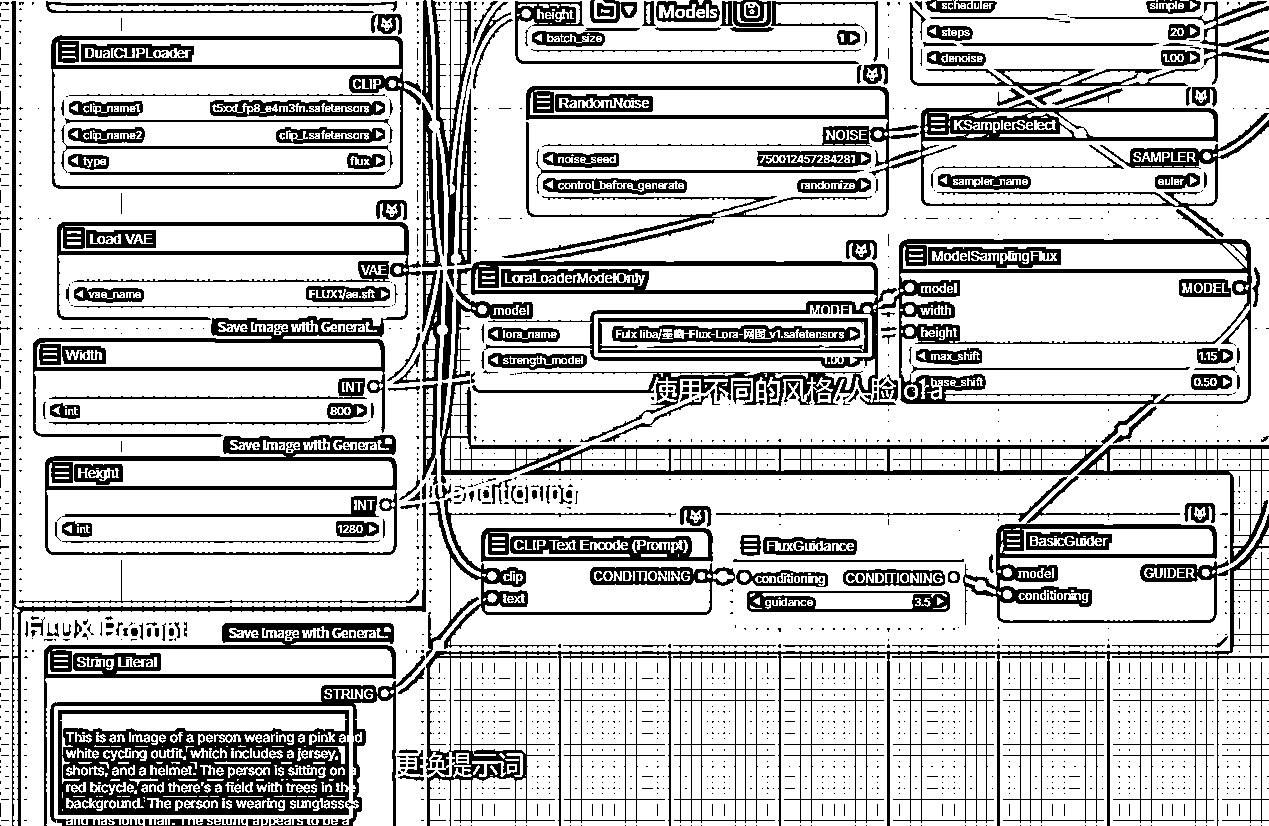 height
Models
batch_size
1
scheduler
simple
steps
20
denoise
1.00
DualCLIPLoader
CLIP
clip_name1
t5xxl_fp8_e4m3fn.safetensors
clip_name2
clip_l.safetensors
type
flux
RandomNoise
NOISE
noise_seed
750012457284281
control_before_generate
randomize
KSamplerSelect
SAMPLER
sampler_name
euler
Load VAE
VAE
vae_name
FLUX1/ae.sft
LoraLoaderModelOnly
model
MODEL
lora_name
-Flux-Lora-网图_v1.safetensors
strength_model
1.00
使用不同的风格/人脸lora
ModelSamplingFlux
model
MODEL
width
height
max_shift
1.15
base_shift
0.50
Save Image with Generat..
Width
INT
int
800
Save Image with Generat..
Height
INT
int
1280
Conditioning
CLIP Text Encode (Prompt)
clip
CONDITIONING
text
FluxGuidance
conditioning
CONDITIONING
guidance
3.5
BasicGuider
model
GUIDER
conditioning
FLUX Prompt
Save Image with Generat..
String Literal
STRING
This is an image of a person wearing a pink and
white cycling outfit, which includes a jersey,
shorts, and a helmet. The person is sitting on a
red bicycle, and there's a field with trees in the
background. The person is wearing sunglasses
and has long hair. The setting appears to be a
更换提示词